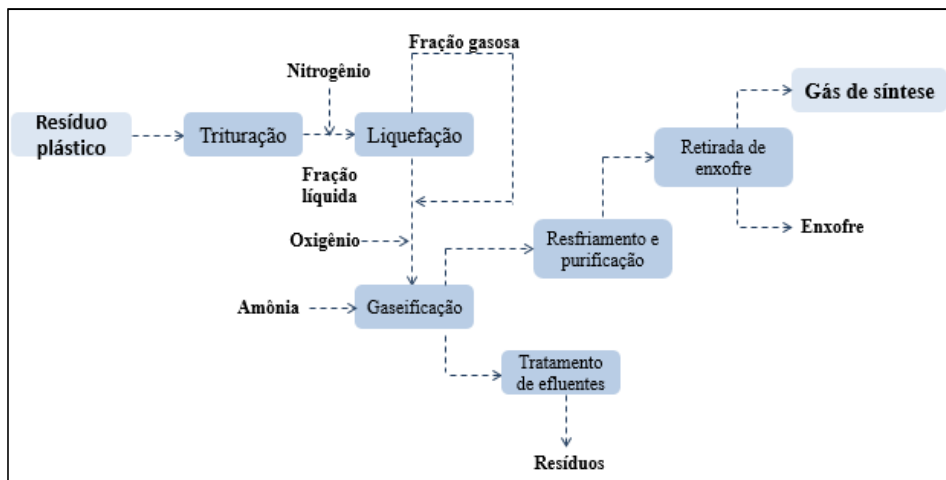 Fração gasosa
Nitrogênio
Gás de síntese
Resíduo
plástico
Trituração
Liquefação
Retirada de
enxofre
Fração
líquida
Enxofre
Oxigênio
Resfriamento e
purificação
Amônia
Gaseificação
Tratamento
de efluentes
Resíduos